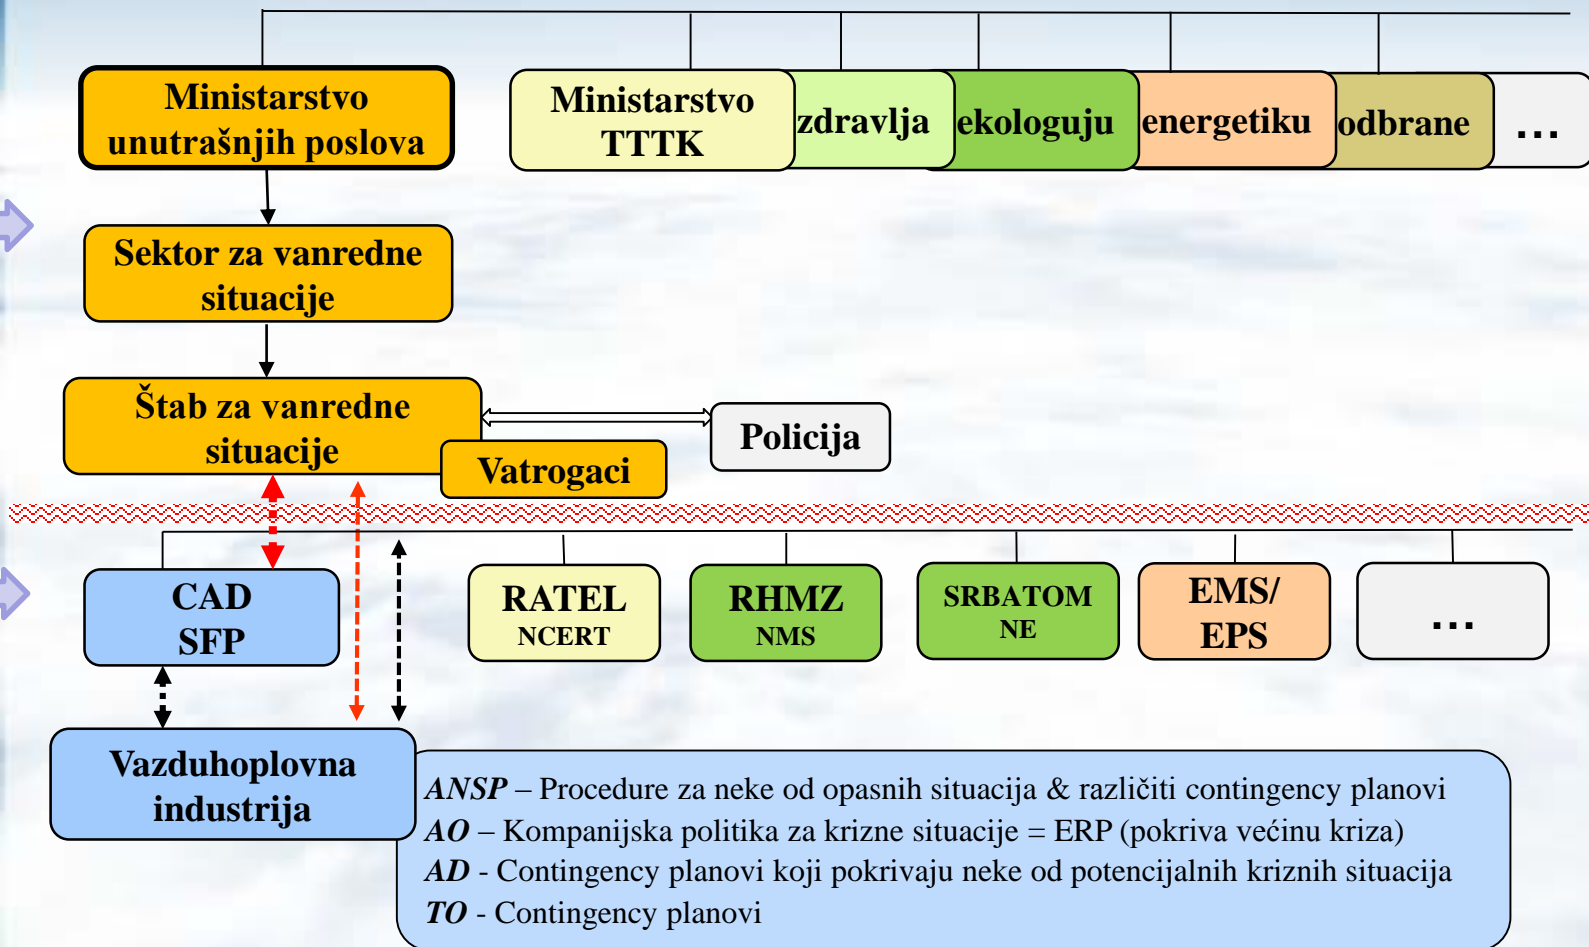 Ministarstvo
unutrašnjih poslova
Ministarstvo
TTTK
zdravlja
ekologuju
energetiku
odbrane
...
Sektor za vanredne
situacije
Štab za vanredne
situacije
Vatrogaci
Policija
CAD
SFP
RATEL
NCERT
RHMZ
NMS
SRBATOM
NE
EMS/
EPS
...
Vazduhoplovna
industrija
ANSP – Procedure za neke od opasnih situacija & različiti contingency planovi
AO – Kompanijska politika za krizne situacije = ERP (pokriva većinu kriza)
AD - Contingency planovi koji pokrivaju neke od potencijalnih kriznih situacija
TO - Contingency planovi